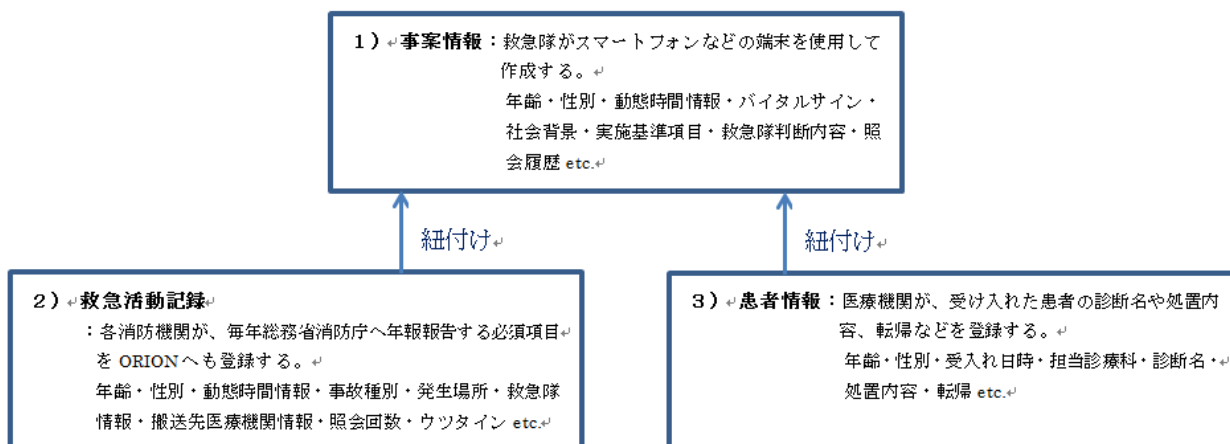 1）事案情報：救急隊がスマートフォンなどの端末を使用して
作成する。
年齢・性別・動態時間情報・バイタルサイン・
社会背景・実施基準項目・救急隊判断内容・照
会履歴 etc.
紐付け
紐付け
2）救急活動記録
：各消防機関が、毎年総務省消防庁へ年報報告する必須項目
を ORIONへも登録する。
年齢・性別・動態時間情報・事故種別・発生場所・救急隊
情報・搬送先医療機関情報・照会回数・ウツタイン etc.
3）患者情報：医療機関が、受け入れた患者の診断名や処置内
容、転帰などを登録する。
年齢・性別・受入れ日時・担当診療科・診断名・
処置内容・転帰 etc.